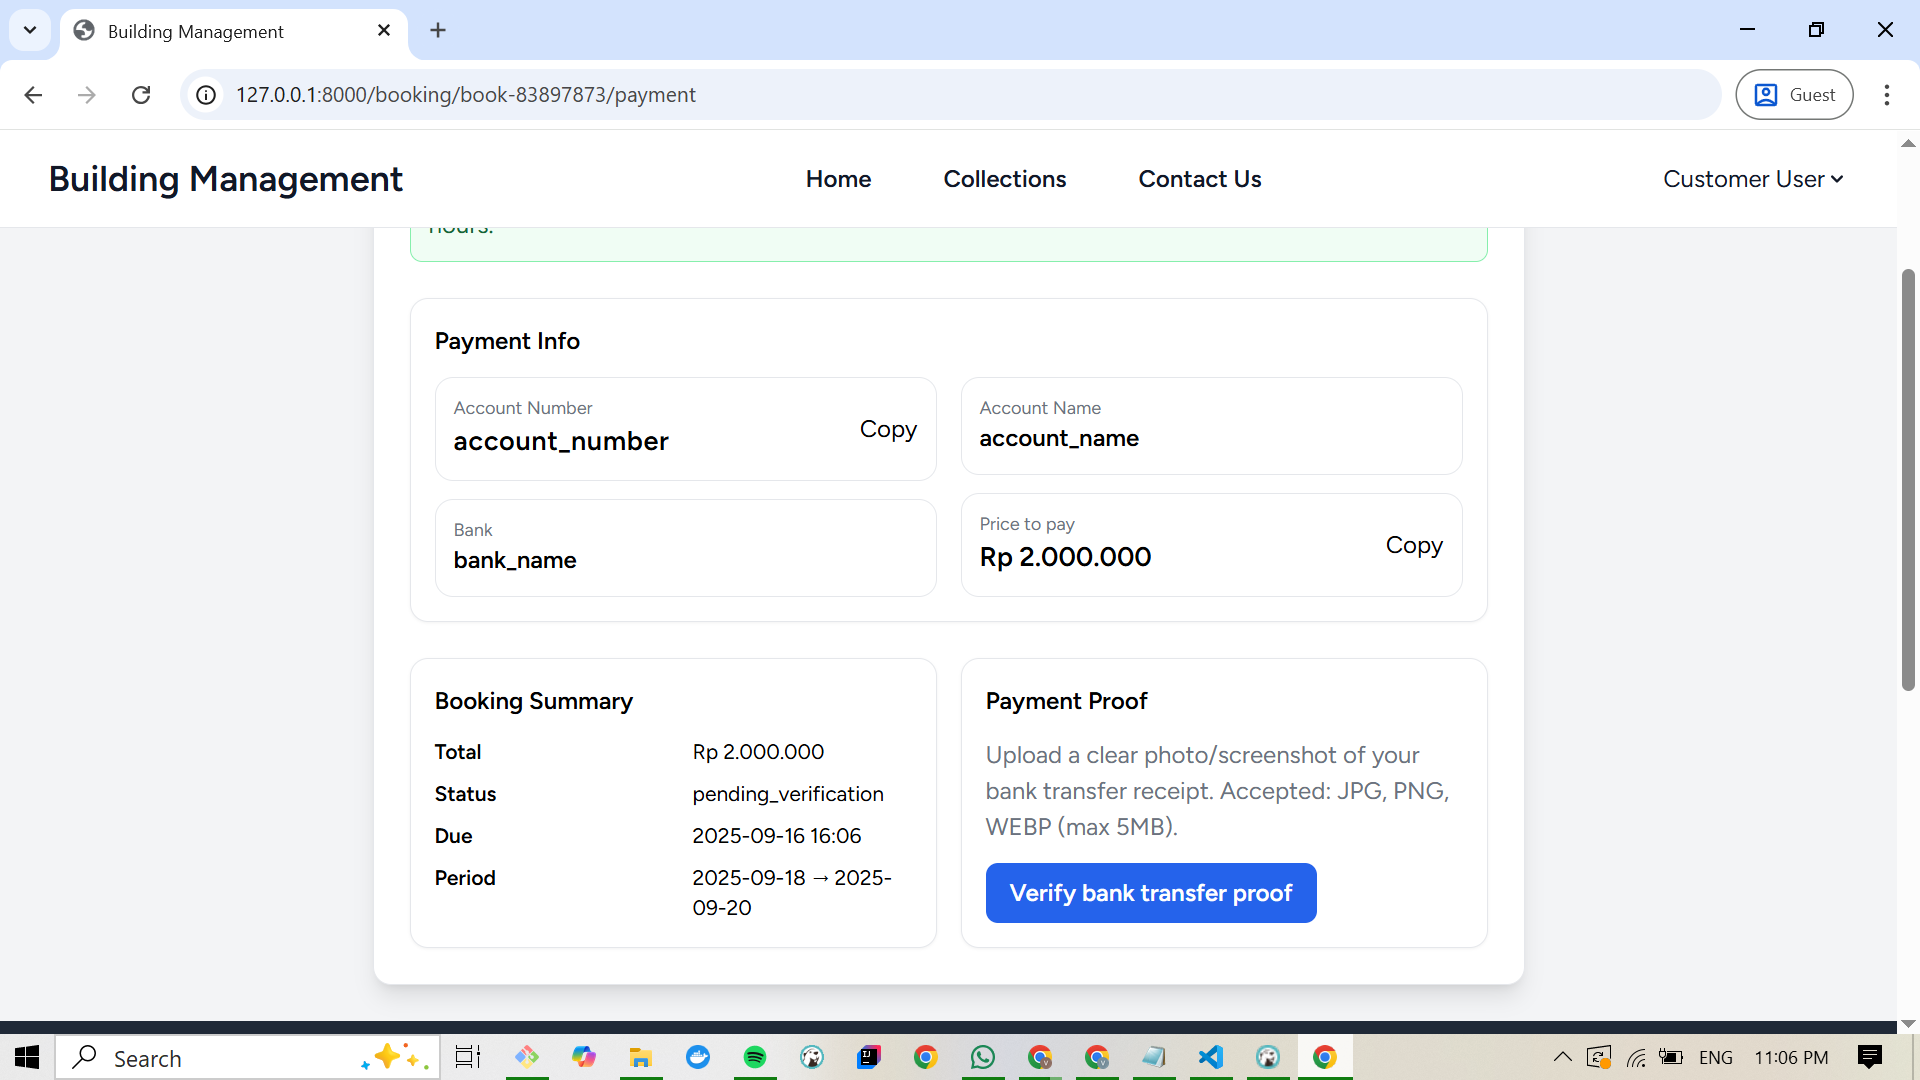 Building Management
127.0.0.1:8000/booking/book-83897873/payment
Guest
Building Management
Home
Collections
Contact Us
Customer User
hours.
Payment Info
Account Number
account_number
Copy
Account Name
account_name
Bank
bank_name
Price to pay
Rp 2.000.000
Copy
Booking Summary
Total Rp 2.000.000
Status pending_verification
Due 2025-09-16 16:06
Period 2025-09-18 → 2025-
09-20
Payment Proof
Upload a clear photo/screenshot of your
bank transfer receipt. Accepted: JPG, PNG,
WEBP (max 5MB).
Verify bank transfer proof
Search
ENG
11:06 PM